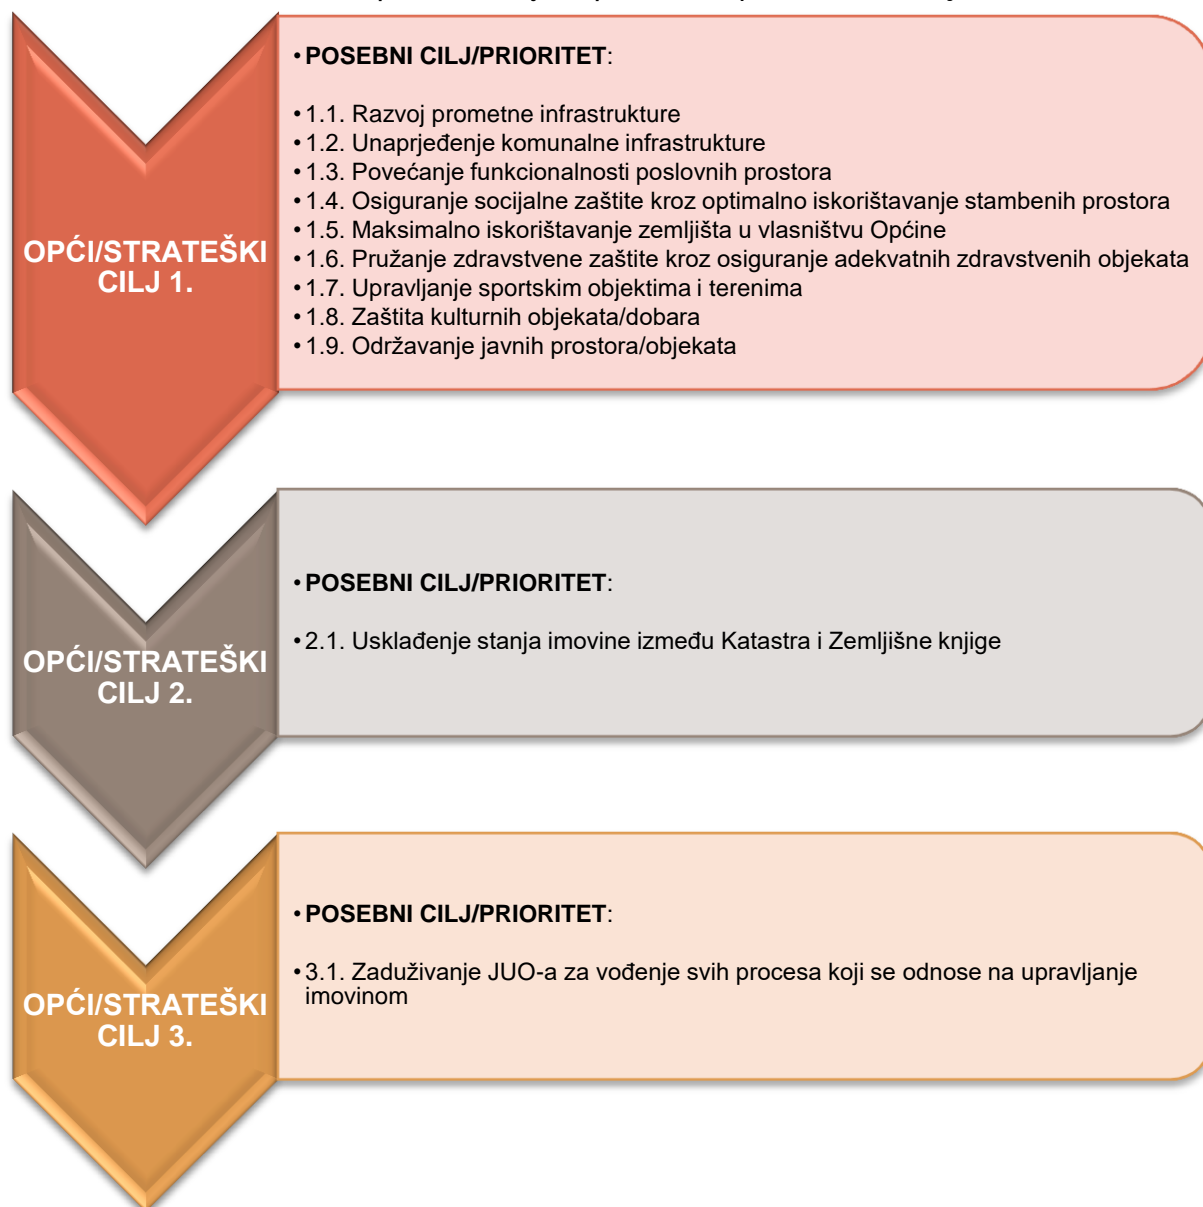 OPĆI/STRATEŠKI
CILJ 1.
• POSEBNI CILJ/PRIORITET:
• 1.1. Razvoj prometne infrastrukture
• 1.2. Unaprjeđenje komunalne infrastrukture
• 1.3. Povećanje funkcionalnosti poslovnih prostora
• 1.4. Osiguranje socijalne zaštite kroz optimalno iskorištavanje stambenih prostora
• 1.5. Maksimalno iskorištavanje zemljišta u vlasništvu Općine
• 1.6. Pružanje zdravstvene zaštite kroz osiguranje adekvatnih zdravstvenih objekata
• 1.7. Upravljanje sportskim objektima i terenima
• 1.8. Zaštita kulturnih objekata/dobara
• 1.9. Održavanje javnih prostora/objekata
OPĆI/STRATEŠKI
CILJ 2.
• POSEBNI CILJ/PRIORITET:
• 2.1. Usklađenje stanja imovine između Katastra i Zemljišne knjige
OPĆI/STRATEŠKI
CILJ 3.
• POSEBNI CILJ/PRIORITET:
• 3.1. Zaduživanje JUO-a za vođenje svih procesa koji se odnose na upravljanje
imovinom